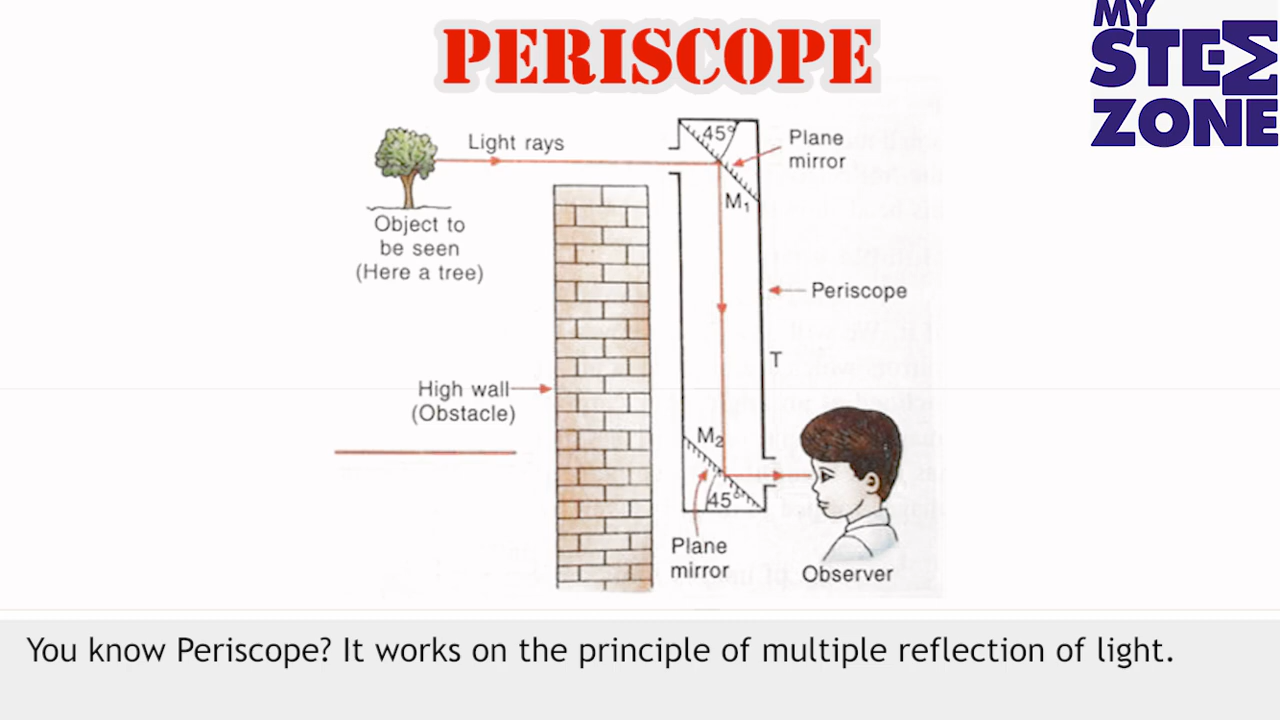 PERISCOPE
MY
STEM
ZONE
Light rays
45°
Plane
mirror
M₁
Object to
be seen
(Here a tree)
Periscope
T
High wall
(Obstacle)
M₂
45°
Plane
mirror
Observer
You know Periscope? It works on the principle of multiple reflection of light.